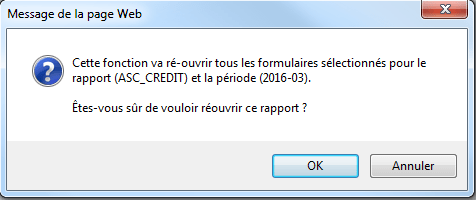 Message de la page Web
Cette fonction va ré-ouvrir tous les formulaires sélectionnés pour le
rapport (ASC_CREDIT) et la période (2016-03).
Êtes-vous sûr de vouloir réouvrir ce rapport ?
OK
Annuler